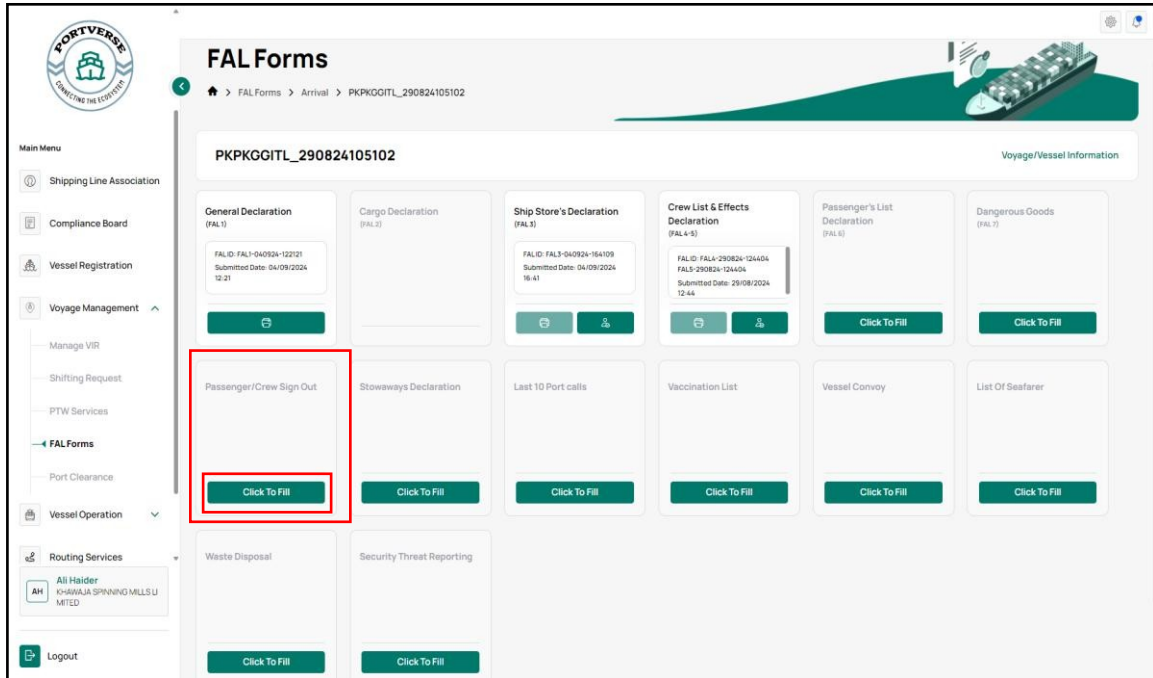 PORTVERSE
CONNECTING THE ECOSYSTEM
Main Menu
Shipping Line Association
Compliance Board
Vessel Registration
Voyage Management
Manage VIR
Shifting Request
PTW Services
FAL Forms
Port Clearance
Vessel Operation
Routing Services
AH
Ali Haider
KHAWAJA SPINNING MILLS LI
MITED
Logout
FAL Forms
FAL Forms > Arrival > PKPKGGITL_290824105102
PKPKGGITL_290824105102
Voyage/Vessel Information
General Declaration
(FAL 1)
FAL ID: FAL1-040924-122121
Submitted Date: 04/09/2024
12:21
Cargo Declaration
(FAL 2)
Ship Store's Declaration
(FAL 3)
FAL ID: FAL3-040924-164109
Submitted Date: 04/09/2024
16:41
Crew List & Effects
Declaration
(FAL 4-5)
FAL ID: FAL4-290824-124404
FAL5-290824-124404
Submitted Date: 29/08/2024
12:44
Passenger's List
Declaration
(FAL 6)
Click To Fill
Dangerous Goods
(FAL 7)
Click To Fill
Passenger/Crew Sign Out
Click To Fill
Stowaways Declaration
Click To Fill
Last 10 Port calls
Click To Fill
Vaccination List
Click To Fill
Vessel Convoy
Click To Fill
List Of Seafarer
Click To Fill
Waste Disposal
Click To Fill
Security Threat Reporting
Click To Fill